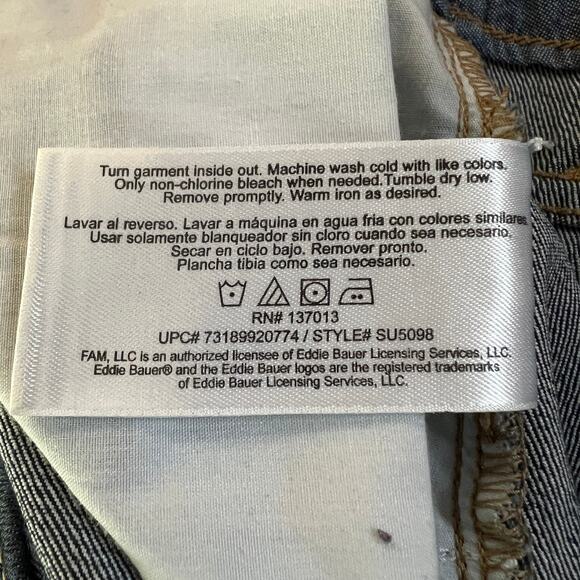 Turn garment inside out. Machine wash cold with like colors.
Only non-chlorine bleach when needed.Tumble dry low.
Remove promptly. Warm iron as desired.
Lavar al reverso. Lavar a máquina en agua fria con colores similares
Usar solamente blanqueador sin cloro cuando sea necesario.
Secar en ciclo bajo. Remover pronto.
Plancha tibia como sea necesario.
RN# 137013
UPC# 73189920774 / STYLE# SU5098
FAM, LLC is an authorized licensee of Eddie Bauer Licensing Services, LLC.
Eddie Bauer® and the Eddie Bauer logos are the registered trademarks
of Eddie Bauer Licensing Services, LLC.